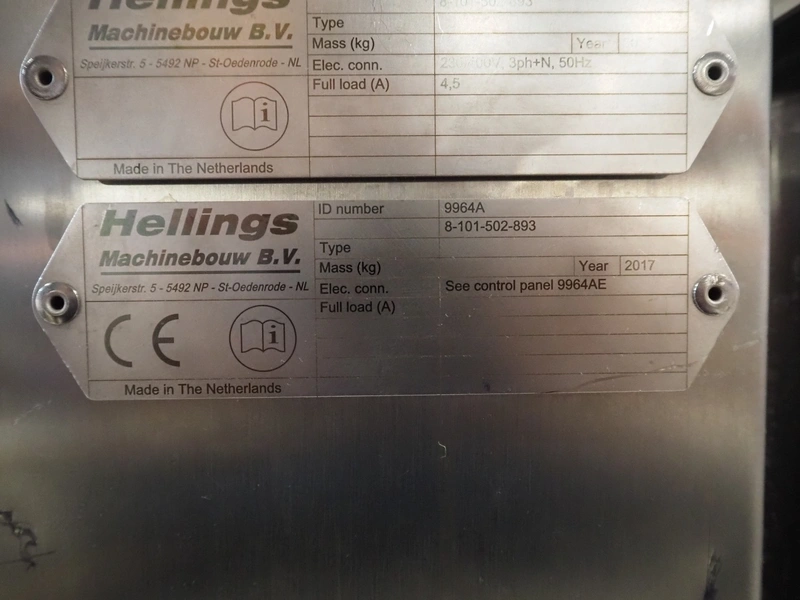 Hellings
Machinebouw B.V.
Speijkerstr. 5 - 5492 NP - St-Oedenrode - NL
Made in The Netherlands
Type
Mass (kg) Year
Elec. conn. 3ph+N, 50Hz
Full load (A) 4,5
Hellings
Machinebouw B.V.
Speijkerstr. 5 - 5492 NP - St-Oedenrode - NL
CE
Made in The Netherlands
ID number 9964A
8-101-502-893
Type
Mass (kg) Year 2017
Elec. conn. See control panel 9964AE
Full load (A)